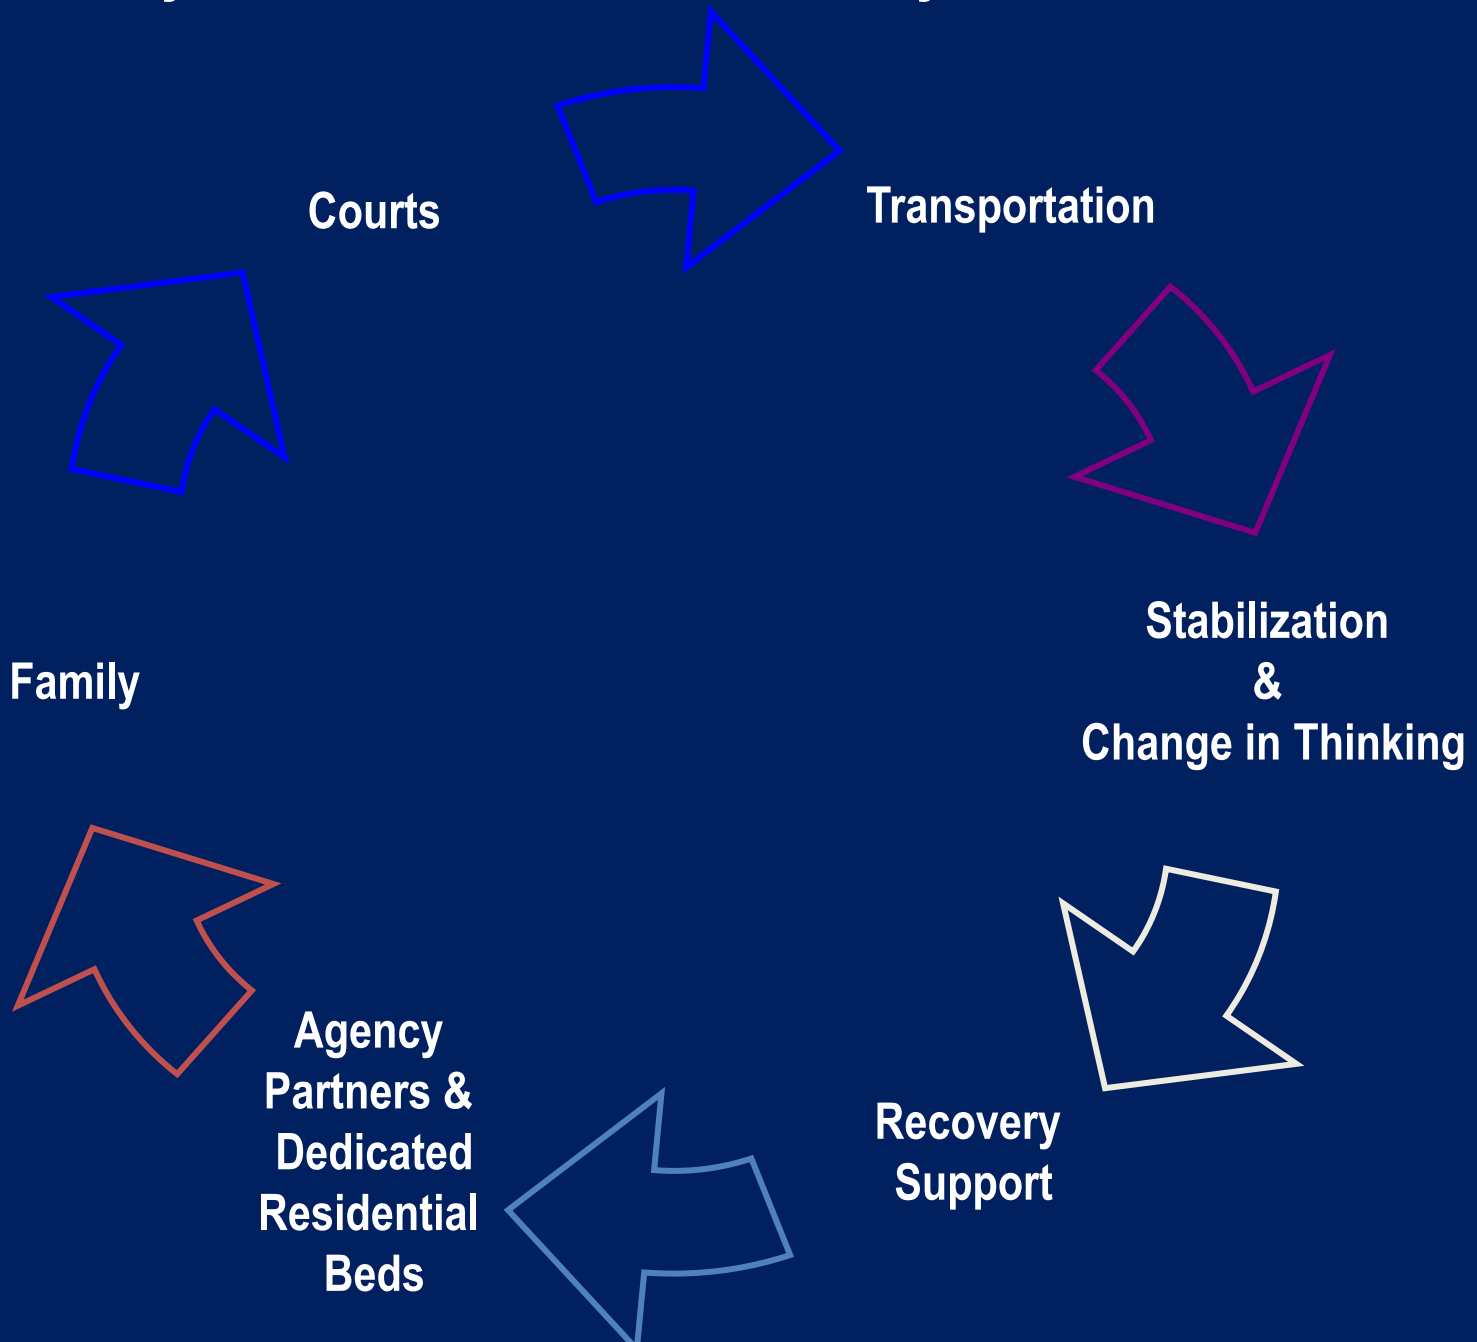 Courts
Transportation
Stabilization
&
Change in Thinking
Family
Agency
Partners &
Dedicated
Residential
Beds
Recovery
Support